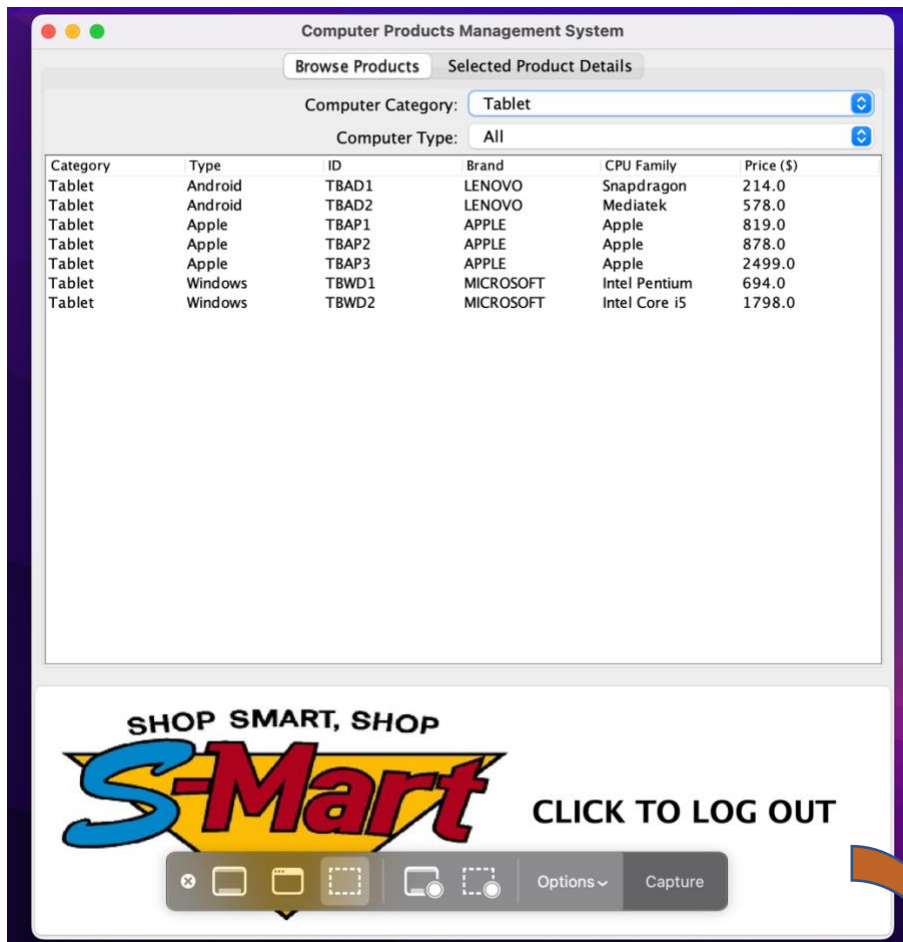 Computer Products Management System
Browse Products Selected Product Details
Computer Category: Tablet
Computer Type: All
Category Type ID Brand CPU Family Price ($)
Tablet Android TBAD1 LENOVO Snapdragon 214.0
Tablet Android TBAD2 LENOVO Mediatek 578.0
Tablet Apple TBAP1 APPLE Apple 819.0
Tablet Apple TBAP2 APPLE Apple 878.0
Tablet Apple TBAP3 APPLE Apple 2499.0
Tablet Windows TBWD1 MICROSOFT Intel Pentium 694.0
Tablet Windows TBWD2 MICROSOFT Intel Core i5 1798.0
SHOP SMART, SHOP
S-Mart
CLICK TO LOG OUT
Options Capture